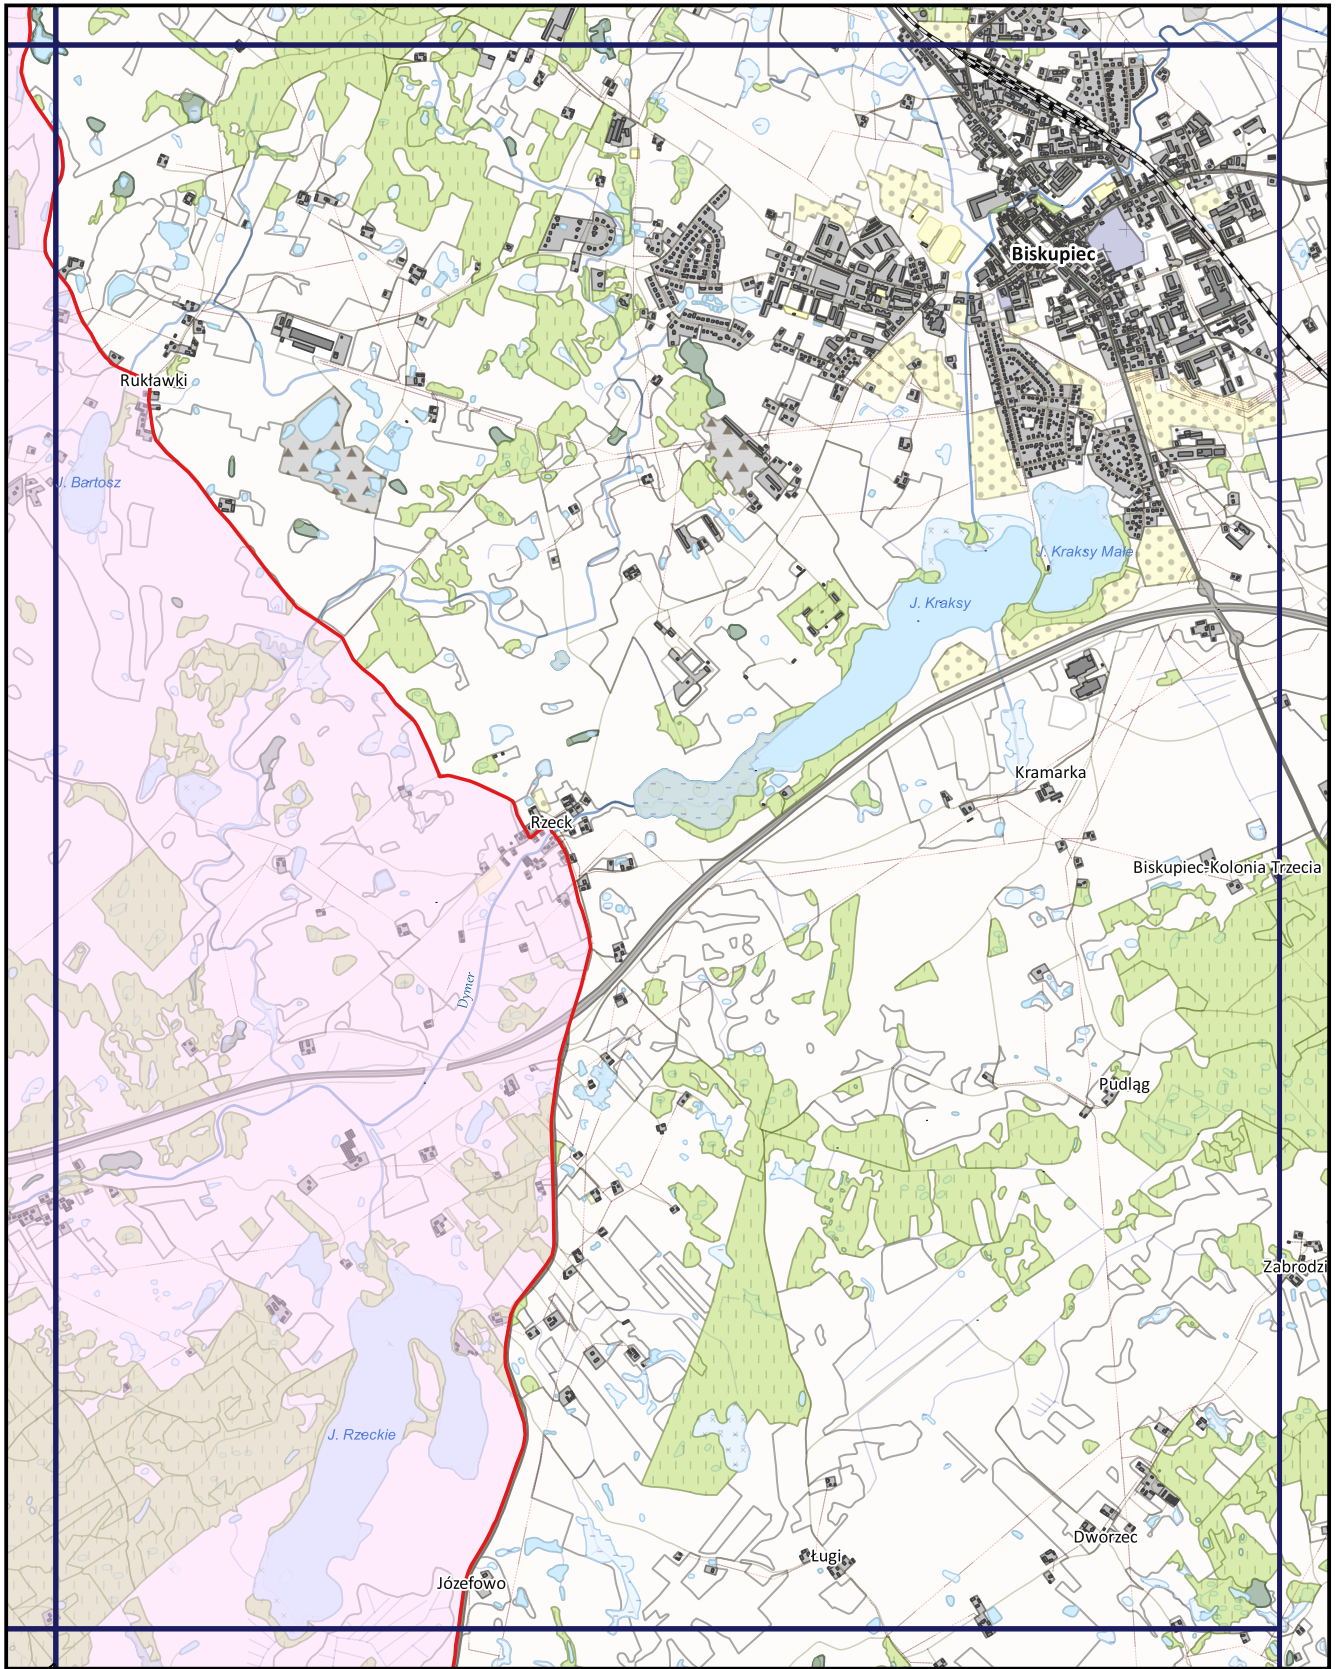 Biskupiec
Rukławki
J. Bartosz
J. Kraksy Małe
J. Kraksy
Kramarka
Rzeck
Biskupiec-Kolonia Trzecia
Dymer
Pudląg
Zabrodzi
J. Rzeckie
Dworzec
Ługi
Józefowo